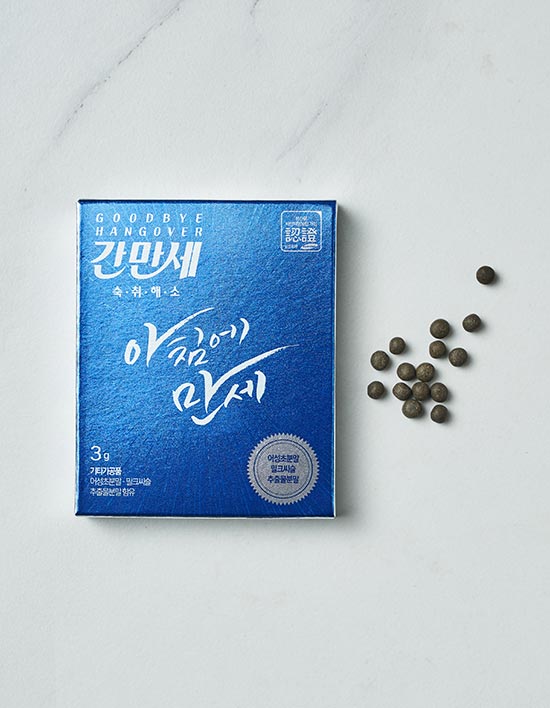 GOODBYE
HANGOVER
간만세
숙·취·해·소
認證
아침에
만세
3g
기타가공품
어성초분말·밀크씨슬
추출물분말 함유
어성초분말
밀크씨슬
추출물분말